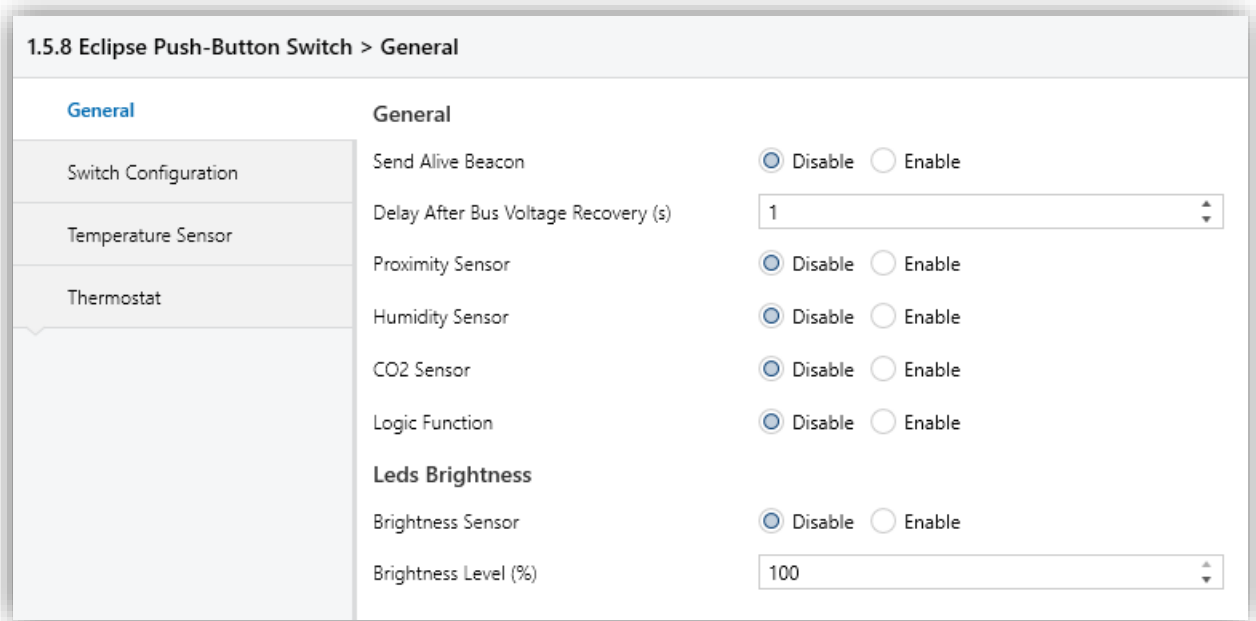 1.5.8 Eclipse Push-Button Switch > General
General
Switch Configuration
Temperature Sensor
Thermostat
General
Send Alive Beacon Disable Enable
Delay After Bus Voltage Recovery (s) 1
Proximity Sensor Disable Enable
Humidity Sensor Disable Enable
CO2 Sensor Disable Enable
Logic Function Disable Enable
Leds Brightness
Brightness Sensor Disable Enable
Brightness Level (%) 100